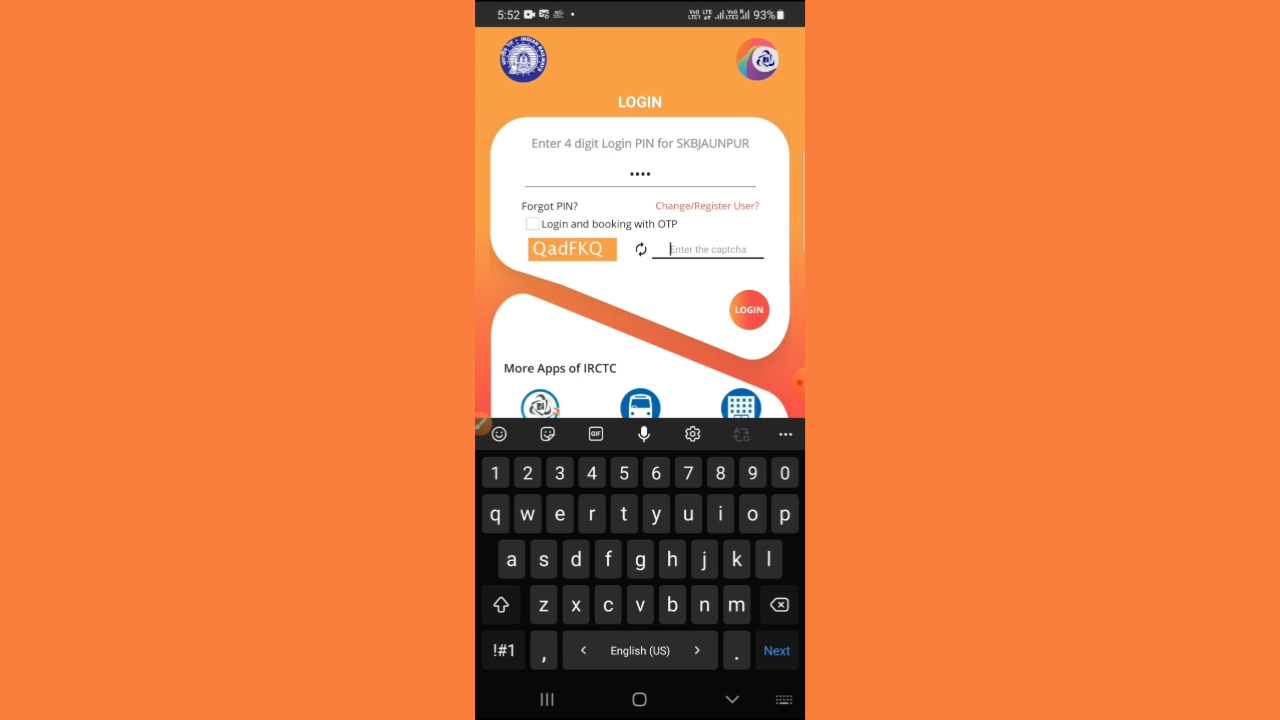 5:52 93%
LOGIN
Enter 4 digit Login PIN for SKBJAUNPUR
••••
Forgot PIN? Change/Register User?
Login and booking with OTP
QadFKQ Enter the captcha
LOGIN
More Apps of IRCTC
GIF
1 2 3 4 5 6 7 8 9 0
q w e r t y u i o p
a s d f g h j k l
z x c v b n m
!#1 , < English (US) > . Next